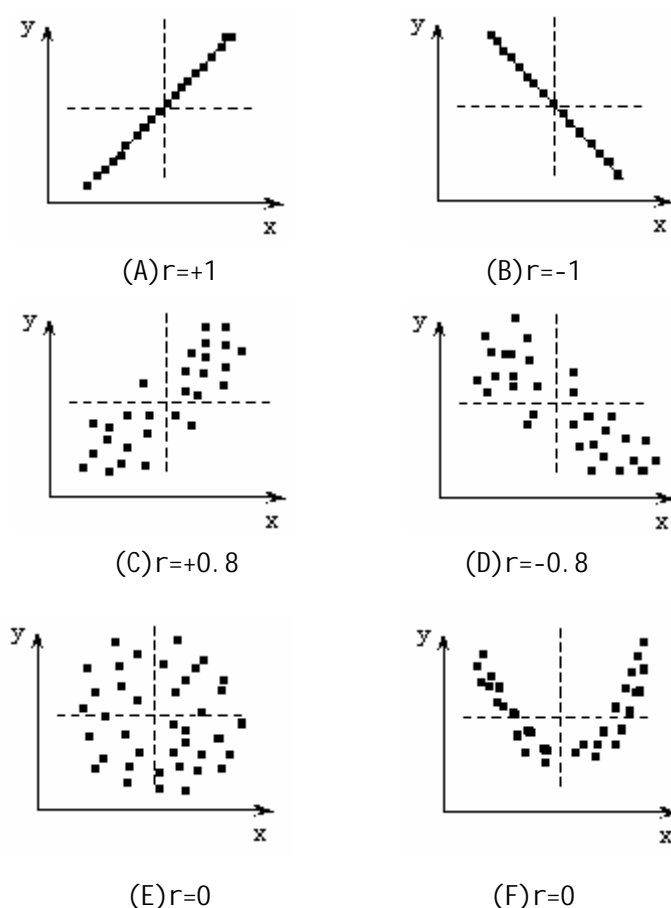 y y
x x
(A)r=+1 (B)r=-1
y y
x x
(C)r=+0.8 (D)r=-0.8
y y
x x
(E)r=0 (F)r=0